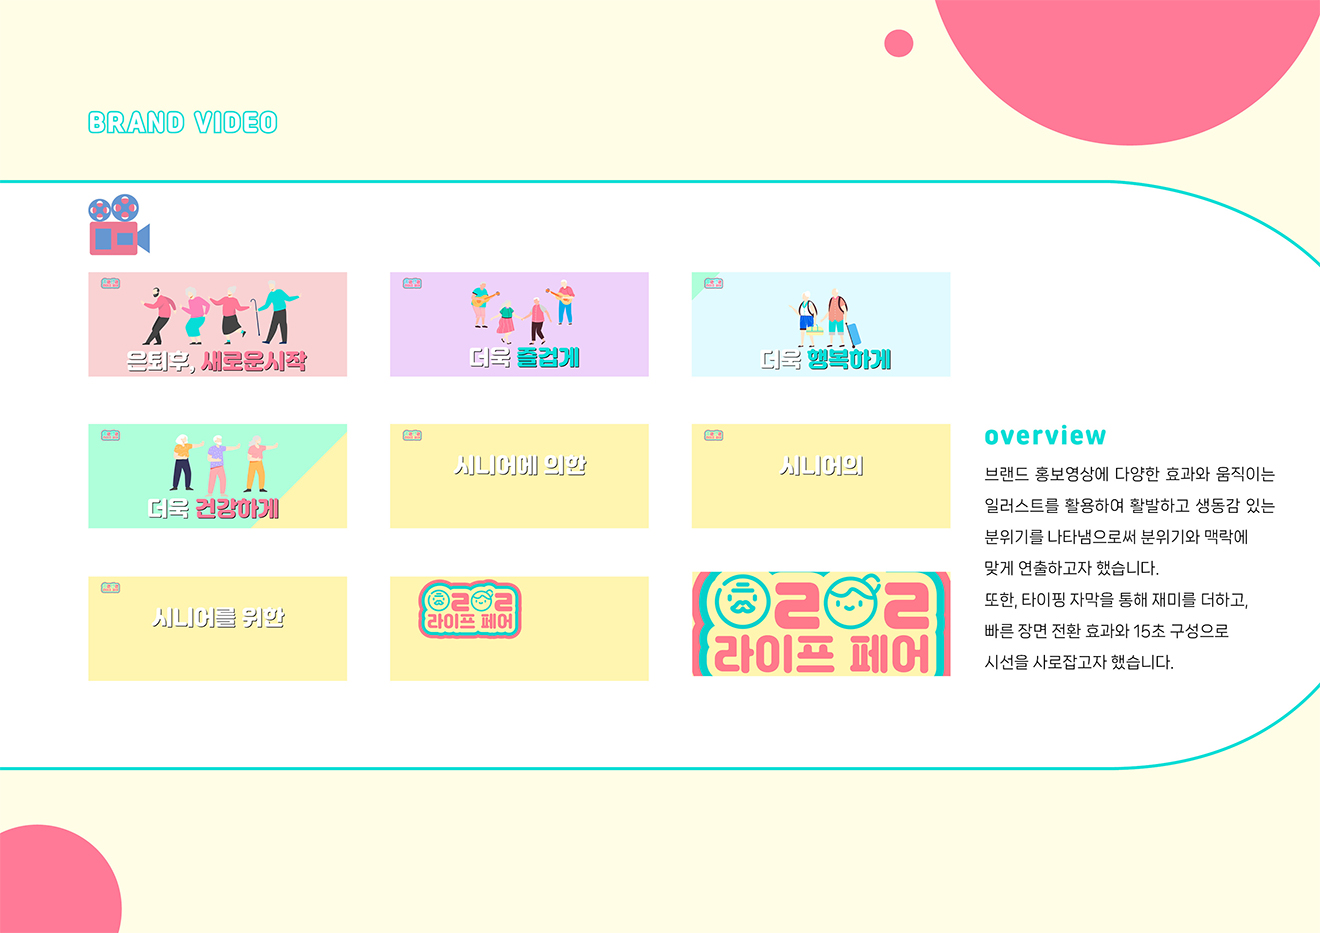 BRAND VIDEO
은퇴후, 새로운시작
더욱 즐겁게
더욱 행복하게
더욱 건강하게
시니어에 의한
시니어의
시니어를 위한
오2오2
라이프 페어
오2오2
라이프 페어
overview
브랜드 홍보영상에 다양한 효과와 움직이는
일러스트를 활용하여 활발하고 생동감 있는
분위기를 나타냄으로써 분위기와 맥락에
맞게 연출하고자 했습니다.
또한, 타이핑 자막을 통해 재미를 더하고,
빠른 장면 전환 효과와 15초 구성으로
시선을 사로잡고자 했습니다.